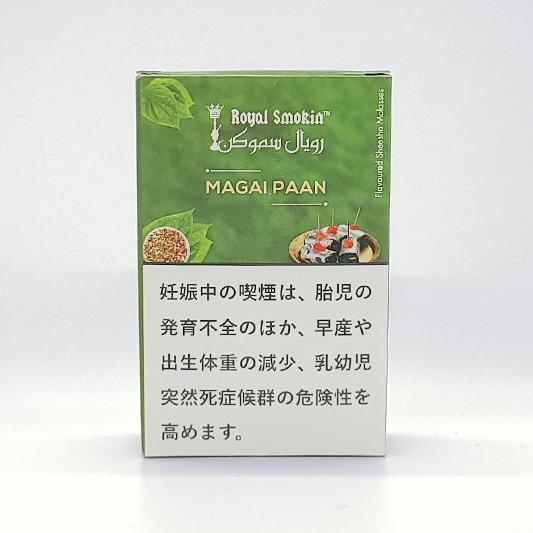 Royal Smokin™
رويال سموكن
Flavoured Sheesha Molasses
MAGAI PAAN
妊娠中の喫煙は、胎児の
発育不全のほか、早産や
出生体重の減少、乳幼児
突然死症候群の危険性を
高めます。